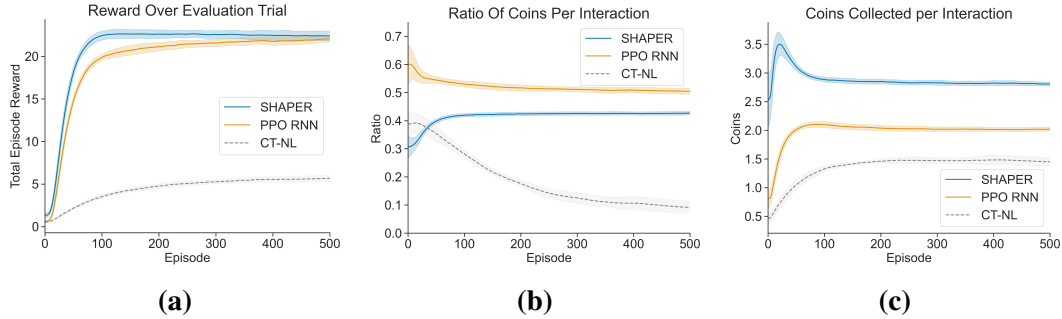 Reward Over Evaluation Trial
Total Episode Reward
20
15
10
5
0
SHAPER
PPO RNN
CT-NL
0
100
200
300
400
500
Episode
(a)
Ratio Of Coins Per Interaction
Ratio
0.7
0.6
0.5
0.4
0.3
0.2
0.1
0.0
SHAPER
PPO RNN
CT-NL
0
100
200
300
400
500
Episode
(b)
Coins Collected per Interaction
Coins
3.5
3.0
2.5
2.0
1.5
1.0
0.5
SHAPER
PPO RNN
CT-NL
0
100
200
300
400
500
Episode
(c)